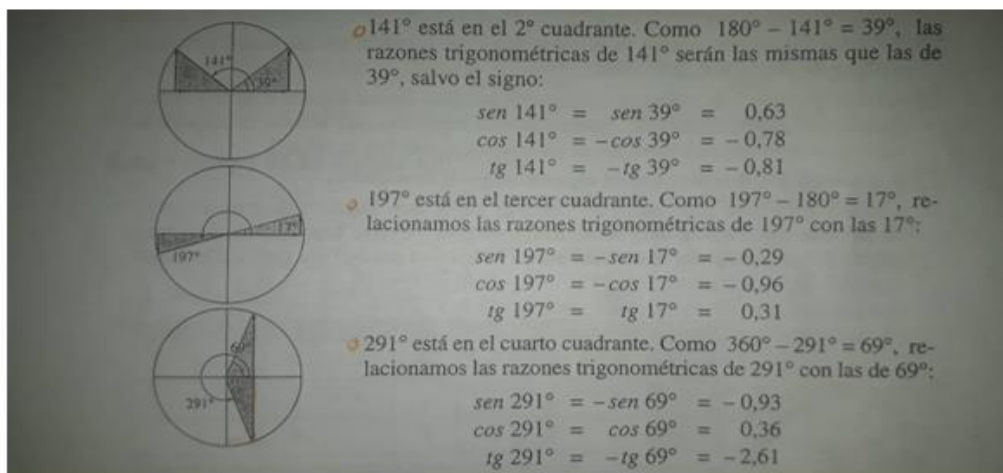 141° está en el 2º cuadrante. Como 180° – 141° = 39°, las
razones trigonométricas de 141° serán las mismas que las de
39°, salvo el signo:
sen 141° = sen 39° = 0,63
cos 141° = – cos 39° = – 0,78
tg 141° = – tg 39° = – 0,81
141°
39°
197° está en el tercer cuadrante. Como 197° – 180° = 17°, re-
lacionamos las razones trigonométricas de 197° con las 17°:
sen 197° = – sen 17° = – 0,29
cos 197° = – cos 17° = – 0,96
tg 197° = tg 17° = 0,31
17°
197°
291° está en el cuarto cuadrante. Como 360° – 291° = 69°, re-
lacionamos las razones trigonométricas de 291° con las de 69°:
sen 291° = – sen 69° = – 0,93
cos 291° = cos 69° = 0,36
tg 291° = – tg 69° = – 2,61
69°
291°